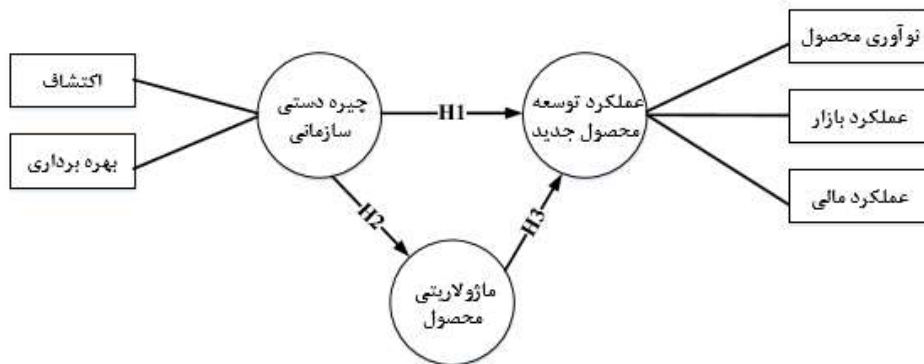 نوآوری محصول
اکتشاف
چیره دستی
سازمانی
H1
عملکرد توسعه
محصول جدید
عملکرد بازار
بهره برداری
عملکرد مالی
H2
H3
ماژولاریتی
محصول